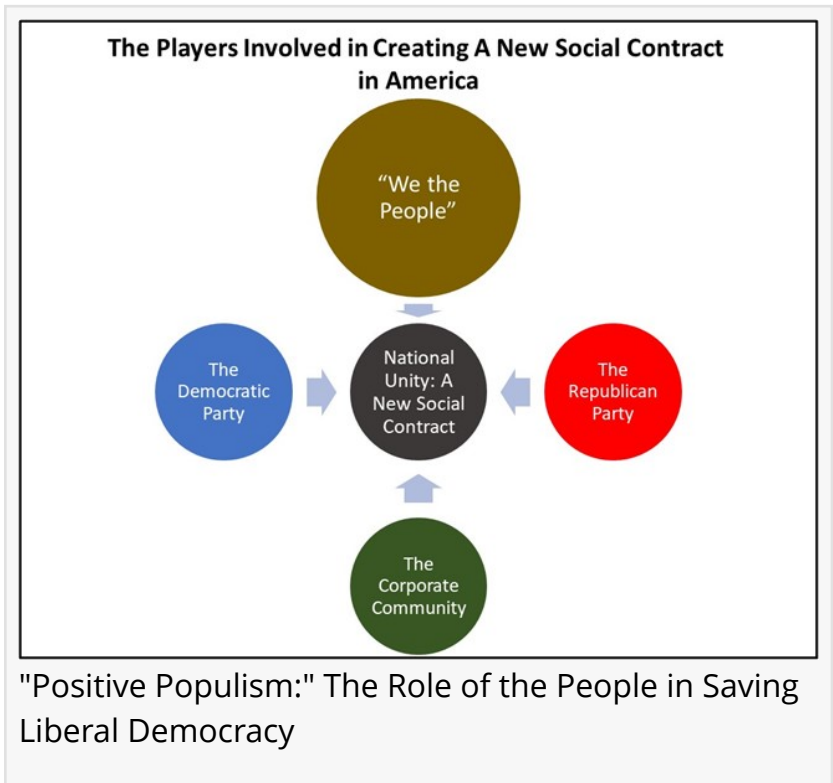 The Players Involved in Creating A New Social Contract
in America
“We the
People”
The
Democratic
Party
National
Unity: A
New Social
Contract
The
Republican
Party
The
Corporate
Community
"Positive Populism:" The Role of the People in Saving
Liberal Democracy